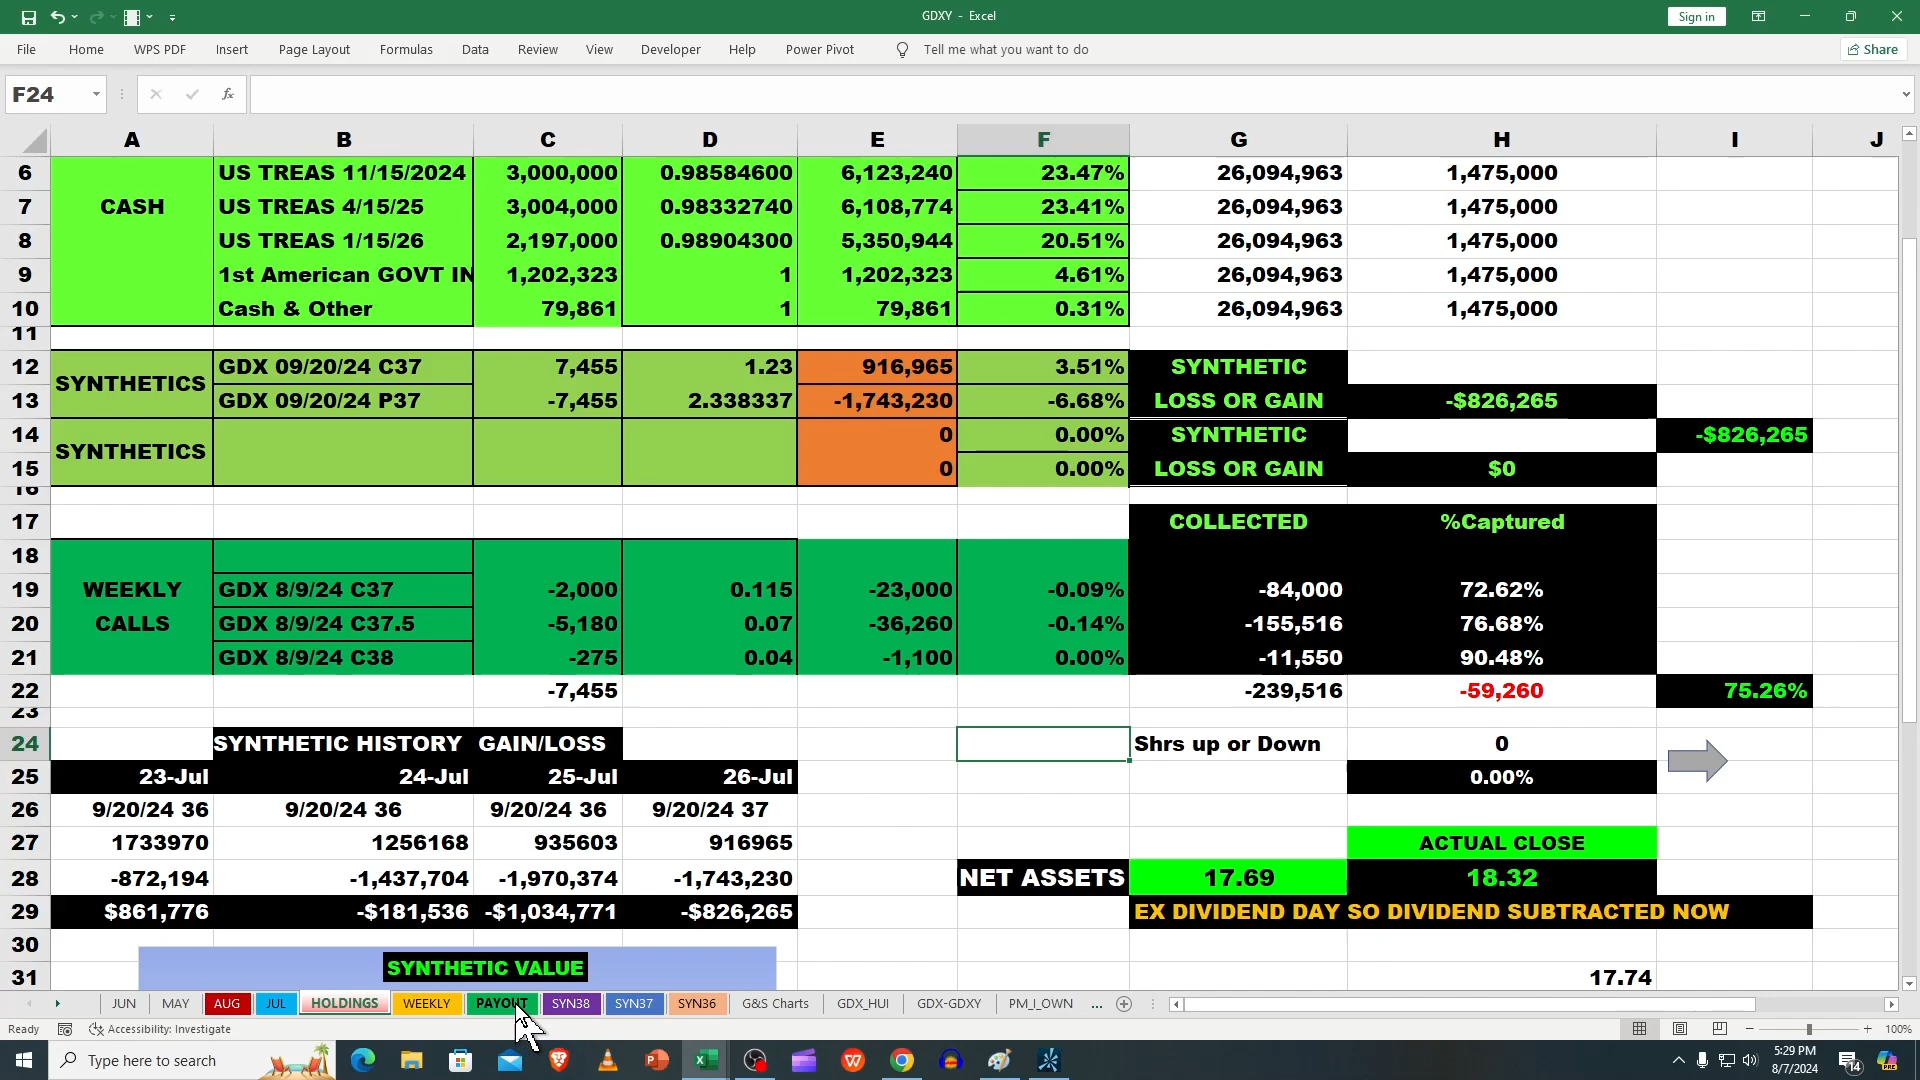 GDXY - Excel
Sign in
File Home WPS PDF Insert Page Layout Formulas Data Review View Developer Help Power Pivot Tell me what you want to do Share
F24 fx
A B C D E F G H I J
6 US TREAS 11/15/2024 3,000,000 0.98584600 6,123,240 23.47% 26,094,963 1,475,000
7 CASH US TREAS 4/15/25 3,004,000 0.98332740 6,108,774 23.41% 26,094,963 1,475,000
8 US TREAS 1/15/26 2,197,000 0.98904300 5,350,944 20.51% 26,094,963 1,475,000
9 1st American GOVT IN 1,202,323 1 1,202,323 4.61% 26,094,963 1,475,000
10 Cash & Other 79,861 1 79,861 0.31% 26,094,963 1,475,000
11
12 GDX 09/20/24 C37 7,455 1.23 916,965 3.51% SYNTHETIC
SYNTHETICS
13 GDX 09/20/24 P37 -7,455 2.338337 -1,743,230 -6.68% LOSS OR GAIN -$826,265
14 0 0.00% SYNTHETIC -$826,265
SYNTHETICS
15 0 0.00% LOSS OR GAIN $0
16
17 COLLECTED %Captured
18
19 WEEKLY GDX 8/9/24 C37 -2,000 0.115 -23,000 -0.09% -84,000 72.62%
20 CALLS GDX 8/9/24 C37.5 -5,180 0.07 -36,260 -0.14% -155,516 76.68%
21 GDX 8/9/24 C38 -275 0.04 -1,100 0.00% -11,550 90.48%
22 -7,455 -239,516 -59,260 75.26%
23
24 SYNTHETIC HISTORY GAIN/LOSS Shrs up or Down 0
25 23-Jul 24-Jul 25-Jul 26-Jul 0.00%
26 9/20/24 36 9/20/24 36 9/20/24 36 9/20/24 37
27 1733970 1256168 935603 916965 ACTUAL CLOSE
28 -872,194 -1,437,704 -1,970,374 -1,743,230 NET ASSETS 17.69 18.32
29 $861,776 -$181,536 -$1,034,771 -$826,265 EX DIVIDEND DAY SO DIVIDEND SUBTRACTED NOW
30
SYNTHETIC VALUE
31 17.74
JUN MAY AUG JUL HOLDINGS WEEKLY PAYOUT SYN38 SYN37 SYN36 G&S Charts GDX_HUI GDX-GDXY PM_I_OWN ...
Ready Accessibility: Investigate 100%
Type here to search
5:29 PM
8/7/2024
14